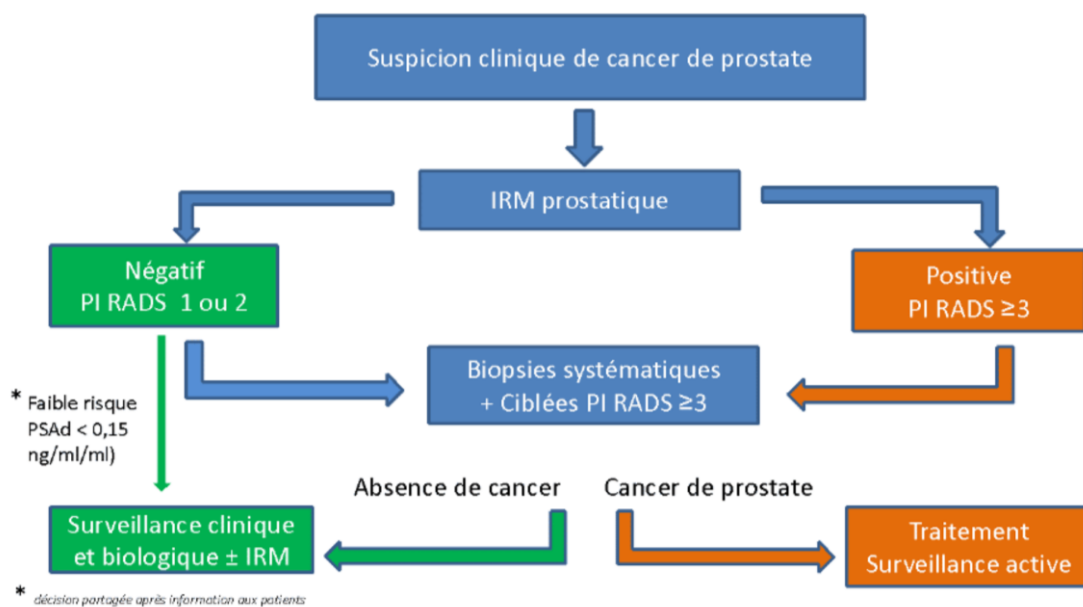 Suspicion clinique de cancer de prostate
IRM prostatique
Négatif
PI RADS 1 ou 2
Positive
PI RADS ≥3
Biopsies systématiques
+ Ciblées PI RADS ≥3
* Faible risque
PSAd < 0,15
ng/ml/ml)
Absence de cancer
Cancer de prostate
Surveillance clinique
et biologique ± IRM
Traitement
Surveillance active
* décision partagée après information aux patients